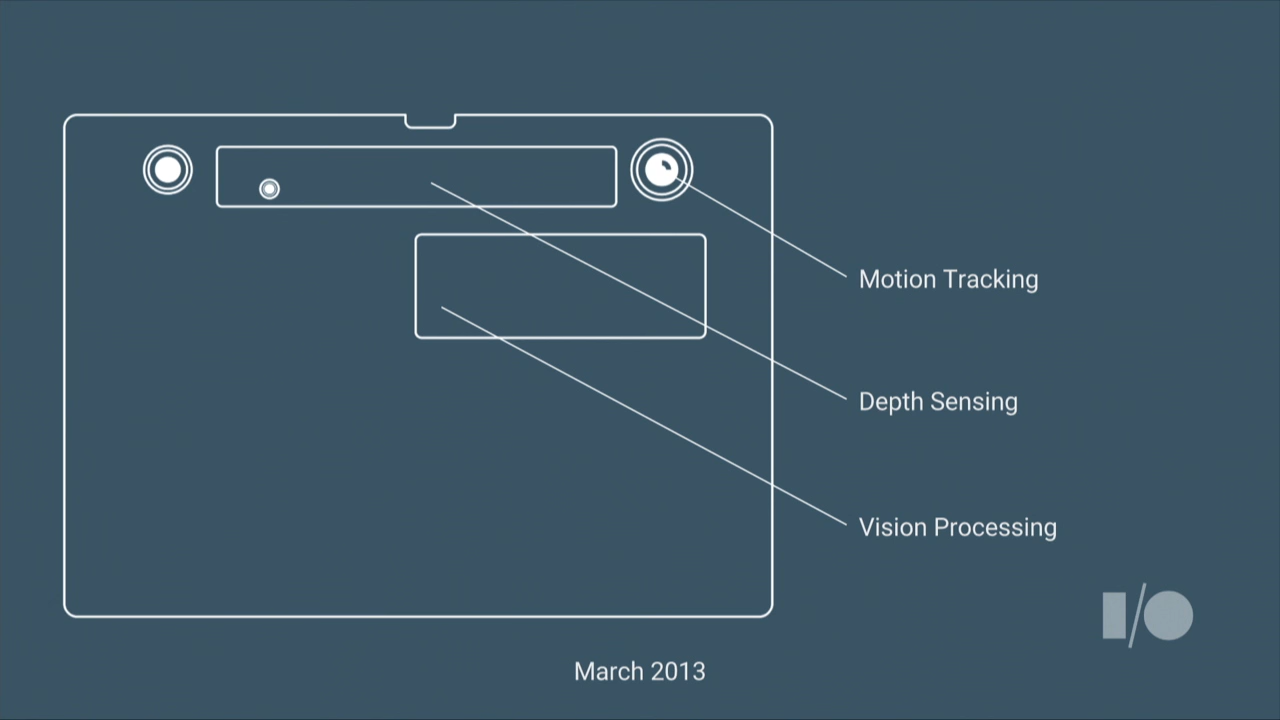 Motion Tracking
Depth Sensing
Vision Processing
I/O
March 2013